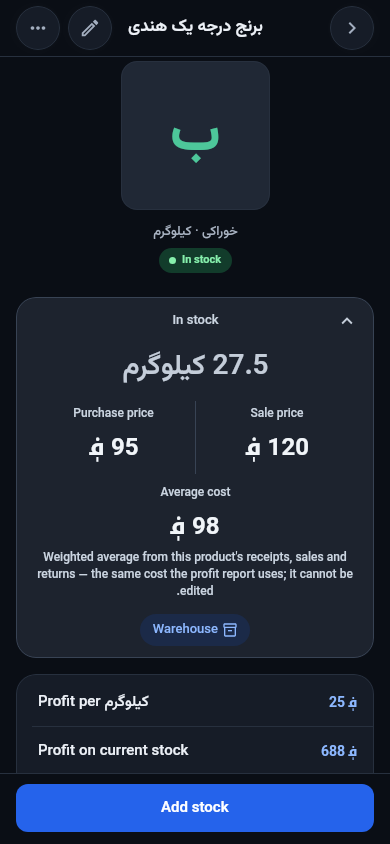 برنج درجه یک هندی
ب
خوراکی · کیلوگرم
In stock
In stock
27.5 کیلوگرم
Purchase price
Sale price
95 ؋
120 ؋
Average cost
98 ؋
Weighted average from this product's receipts, sales and
returns — the same cost the profit report uses; it cannot be
.edited
Warehouse
Profit per کیلوگرم
25 ؋
Profit on current stock
688 ؋
Add stock